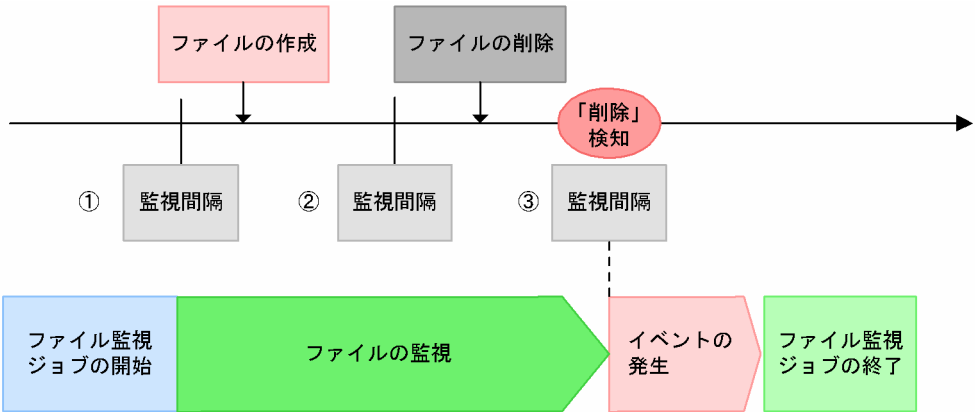 ファイルの作成
ファイルの削除
「削除」
検知
① 監視間隔
② 監視間隔
③ 監視間隔
ファイル監視
ジョブの開始
ファイルの監視
イベントの
発生
ファイル監視
ジョブの終了